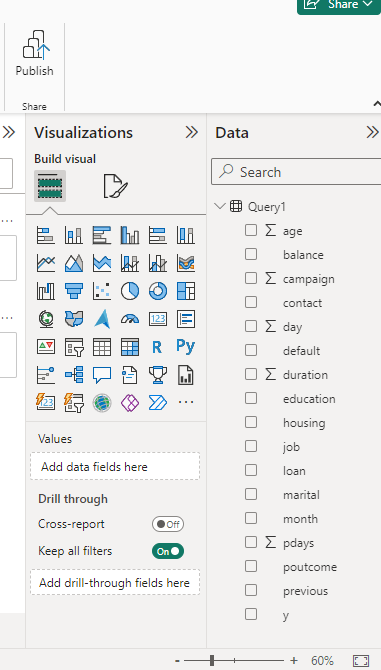 Share
Publish
Share
Visualizations
Build visual
123
R
Py
123
Values
Add data fields here
Drill through
Cross-report
Off
Keep all filters
On
Add drill-through fields here
Data
Search
Query1
Σ age
balance
Σ campaign
contact
Σ day
default
Σ duration
education
housing
job
loan
marital
month
Σ pdays
poutcome
previous
y
- + 60%